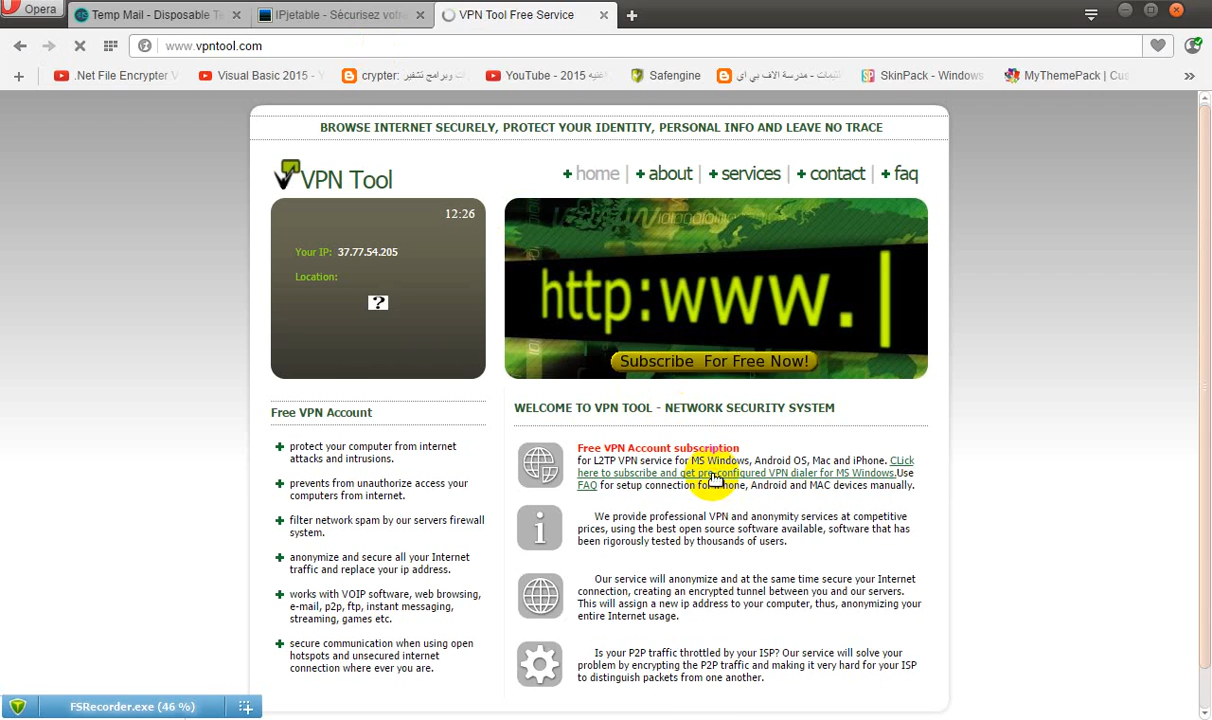 Opera
Temp Mail - Disposable Te
IPjetable - Sécurisez votre
VPN Tool Free Service
www.vpntool.com
.Net File Encrypter V
Visual Basic 2015 -
crypter: وبرامج تشفير
YouTube - 2015
Safengine
مدرسة الاف بي اي
SkinPack - Windows
MyThemePack | Cus
BROWSE INTERNET SECURELY, PROTECT YOUR IDENTITY, PERSONAL INFO AND LEAVE NO TRACE
VPN Tool
+ home | + about | + services | + contact | + faq
12:26
Your IP: 37.77.54.205
Location:
?
http:www.|
Subscribe For Free Now!
Free VPN Account
protect your computer from internet
attacks and intrusions.
prevents from unauthorize access your
computers from internet.
filter network spam by our servers firewall
system.
anonymize and secure all your Internet
traffic and replace your ip address.
works with VOIP software, web browsing,
e-mail, p2p, ftp, instant messaging,
streaming, games etc.
secure communication when using open
hotspots and unsecured internet
connection where ever you are.
WELCOME TO VPN TOOL - NETWORK SECURITY SYSTEM
Free VPN Account subscription
for L2TP VPN service for MS Windows, Android OS, Mac and iPhone. CLick
here to subscribe and get pre-configured VPN dialer for MS Windows.Use
FAQ for setup connection for iPhone, Android and MAC devices manually.
We provide professional VPN and anonymity services at competitive
prices, using the best open source software available, software that has
been rigorously tested by thousands of users.
Our service will anonymize and at the same time secure your Internet
connection, creating an encrypted tunnel between you and our servers.
This will assign a new ip address to your computer, thus, anonymizing your
entire Internet usage.
Is your P2P traffic throttled by your ISP? Our service will solve your
problem by encrypting the P2P traffic and making it very hard for your ISP
to distinguish packets from one another.
FSRecorder.exe (46 %)